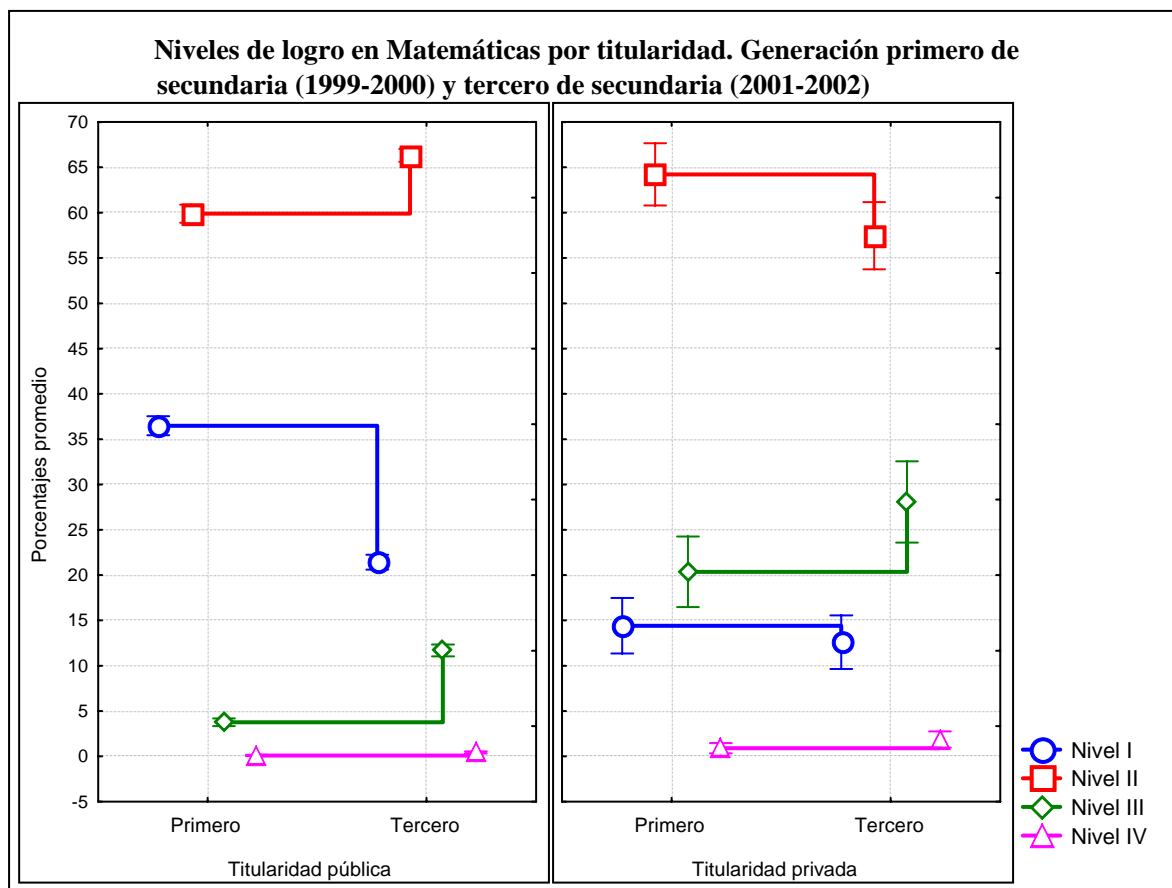 Niveles de logro en Matemáticas por titularidad. Generación primero de
secundaria (1999-2000) y tercero de secundaria (2001-2002)
Porcentajes promedio
70
65
60
55
50
45
40
35
30
25
20
15
10
5
0
-5
Primero
Tercero
Titularidad pública
Primero
Tercero
Titularidad privada
Nivel I
Nivel II
Nivel III
Nivel IV